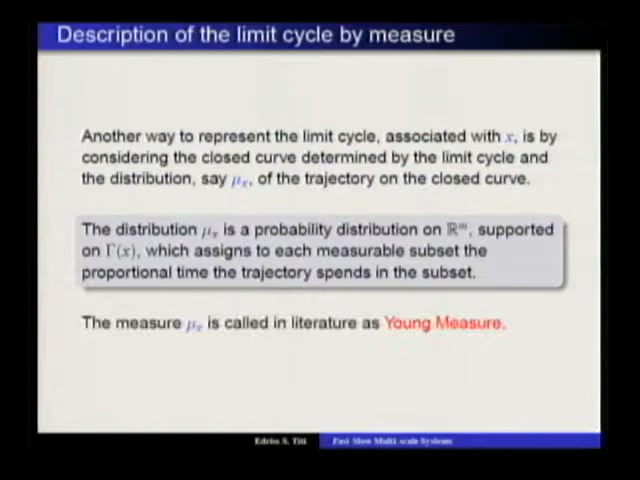 Description of the limit cycle by measure
Another way to represent the limit cycle, associated with x, is by
considering the closed curve determined by the limit cycle and
the distribution, say μₓ, of the trajectory on the closed curve.
The distribution μₓ is a probability distribution on ℝᵐ, supported
on Γ(x), which assigns to each measurable subset the
proportional time the trajectory spends in the subset.
The measure μₓ is called in literature as Young Measure.
Edriss S. Titi Fast Slow Multi-scale Systems